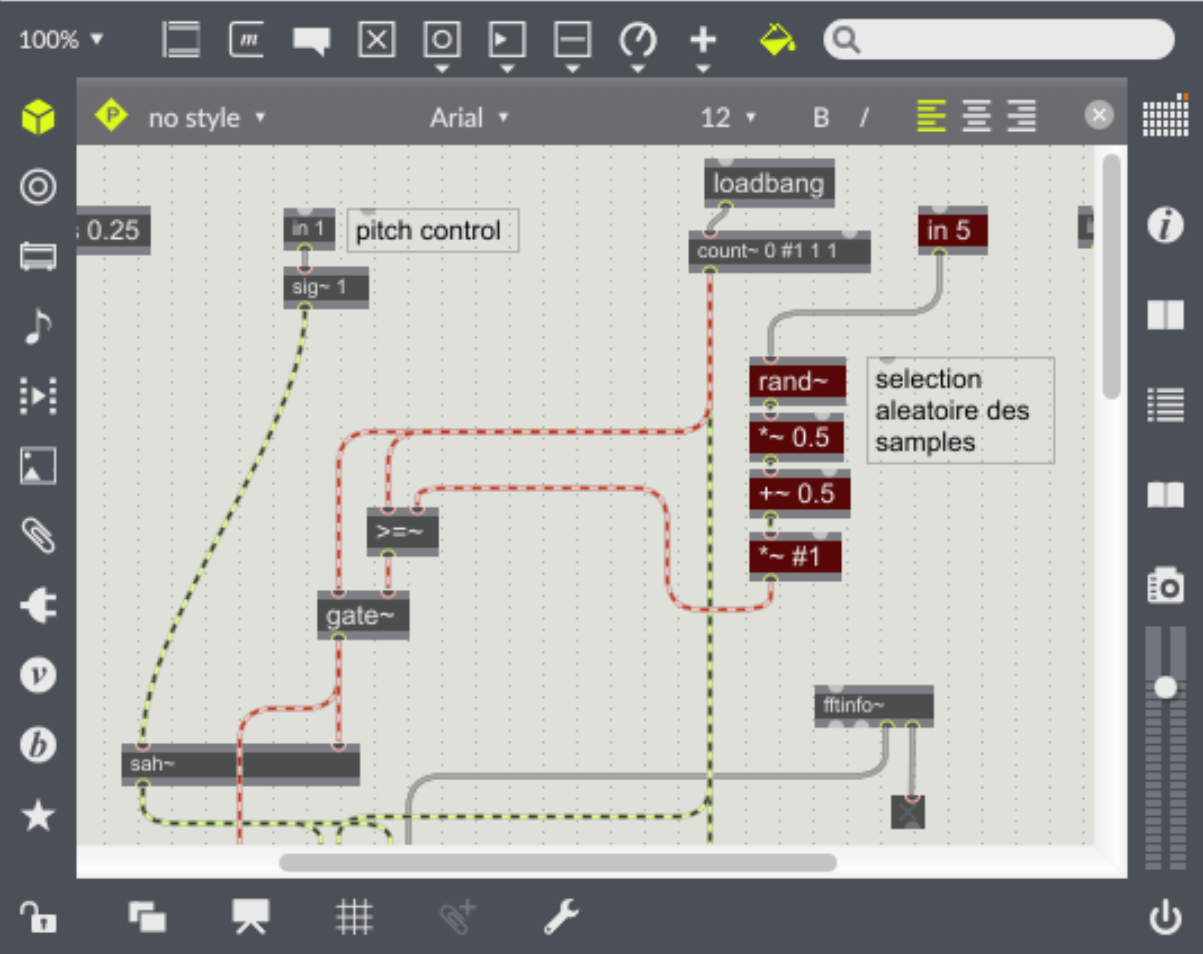 100%
no style
Arial
12
B
/
loadbang
0.25
in 1
pitch control
in 5
count~ 0 #1 1 1
sig~ 1
rand~
selection
aleatoire des
samples
*~ 0.5
+~ 0.5
>=~
*~ #1
gate~
fftinfo~
sah~